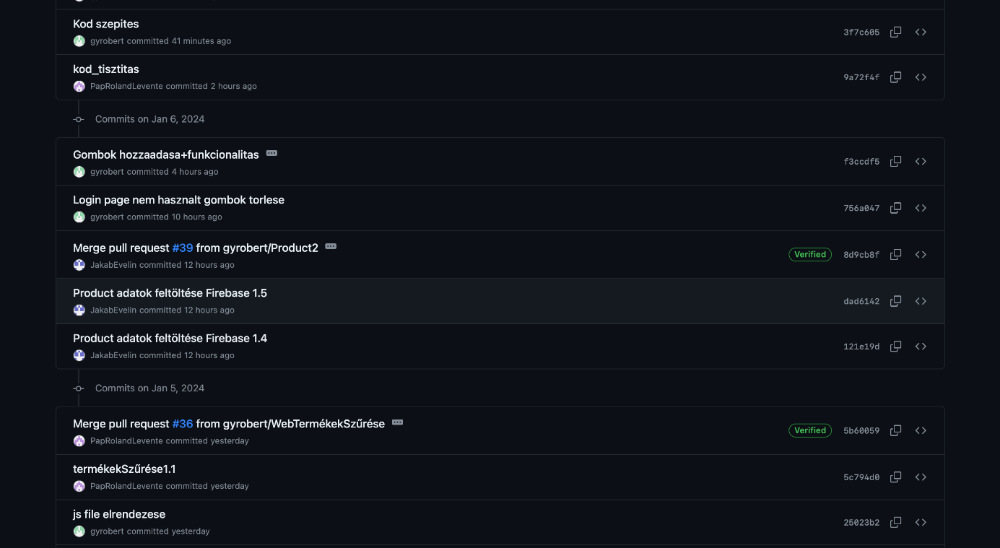 Kod szepites
gyrobert committed 41 minutes ago
3f7c605
kod_tisztitas
PapRolandLevente committed 2 hours ago
9a72f4f
Commits on Jan 6, 2024
Gombok hozzaadasa+funkcionalitas
gyrobert committed 4 hours ago
f3ccdf5
Login page nem hasznalt gombok torlese
gyrobert committed 10 hours ago
756a047
Merge pull request #39 from gyrobert/Product2
JakabEvelin committed 12 hours ago
Verified 8d9cb8f
Product adatok feltöltése Firebase 1.5
JakabEvelin committed 12 hours ago
dad6142
Product adatok feltöltése Firebase 1.4
JakabEvelin committed 12 hours ago
121e19d
Commits on Jan 5, 2024
Merge pull request #36 from gyrobert/WebTermékekSzűrése
PapRolandLevente committed yesterday
Verified 5b60059
termékekSzűrése1.1
PapRolandLevente committed yesterday
5c794d0
js file elrendezese
gyrobert committed yesterday
25023b2